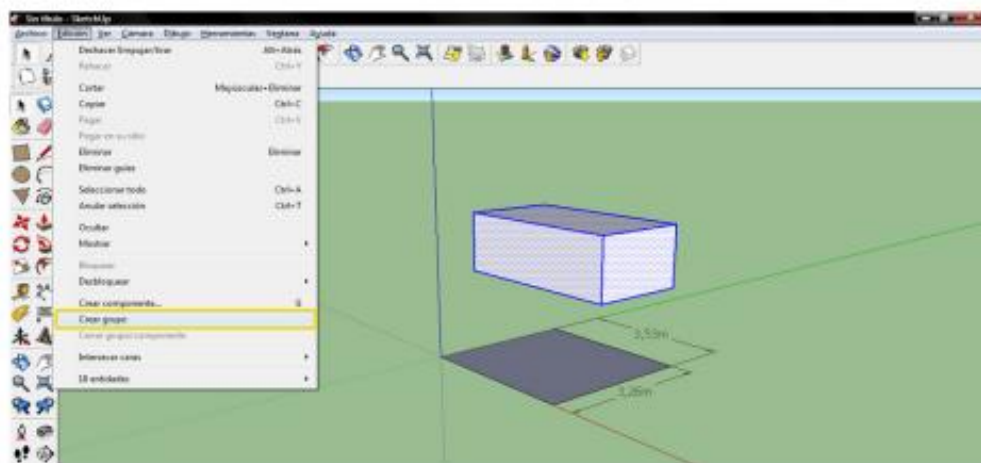 Sin título - SketchUp
Archivo Edición Ver Cámara Dibujo Herramientas Ventana Ayuda
Deshacer Empujar/tirar Alt+Atrás
Rehacer Ctrl+Y
Cortar Mayúsculas+Eliminar
Copiar Ctrl+C
Pegar Ctrl+V
Pegar en su sitio
Eliminar Eliminar
Eliminar guías
Seleccionar todo Ctrl+A
Anular selección Ctrl+T
Ocultar
Mostrar
Bloquear
Desbloquear
Crear componente... G
Crear grupo
Cerrar grupo/componente
Intersecar caras
18 entidades
3,53m
3,26m